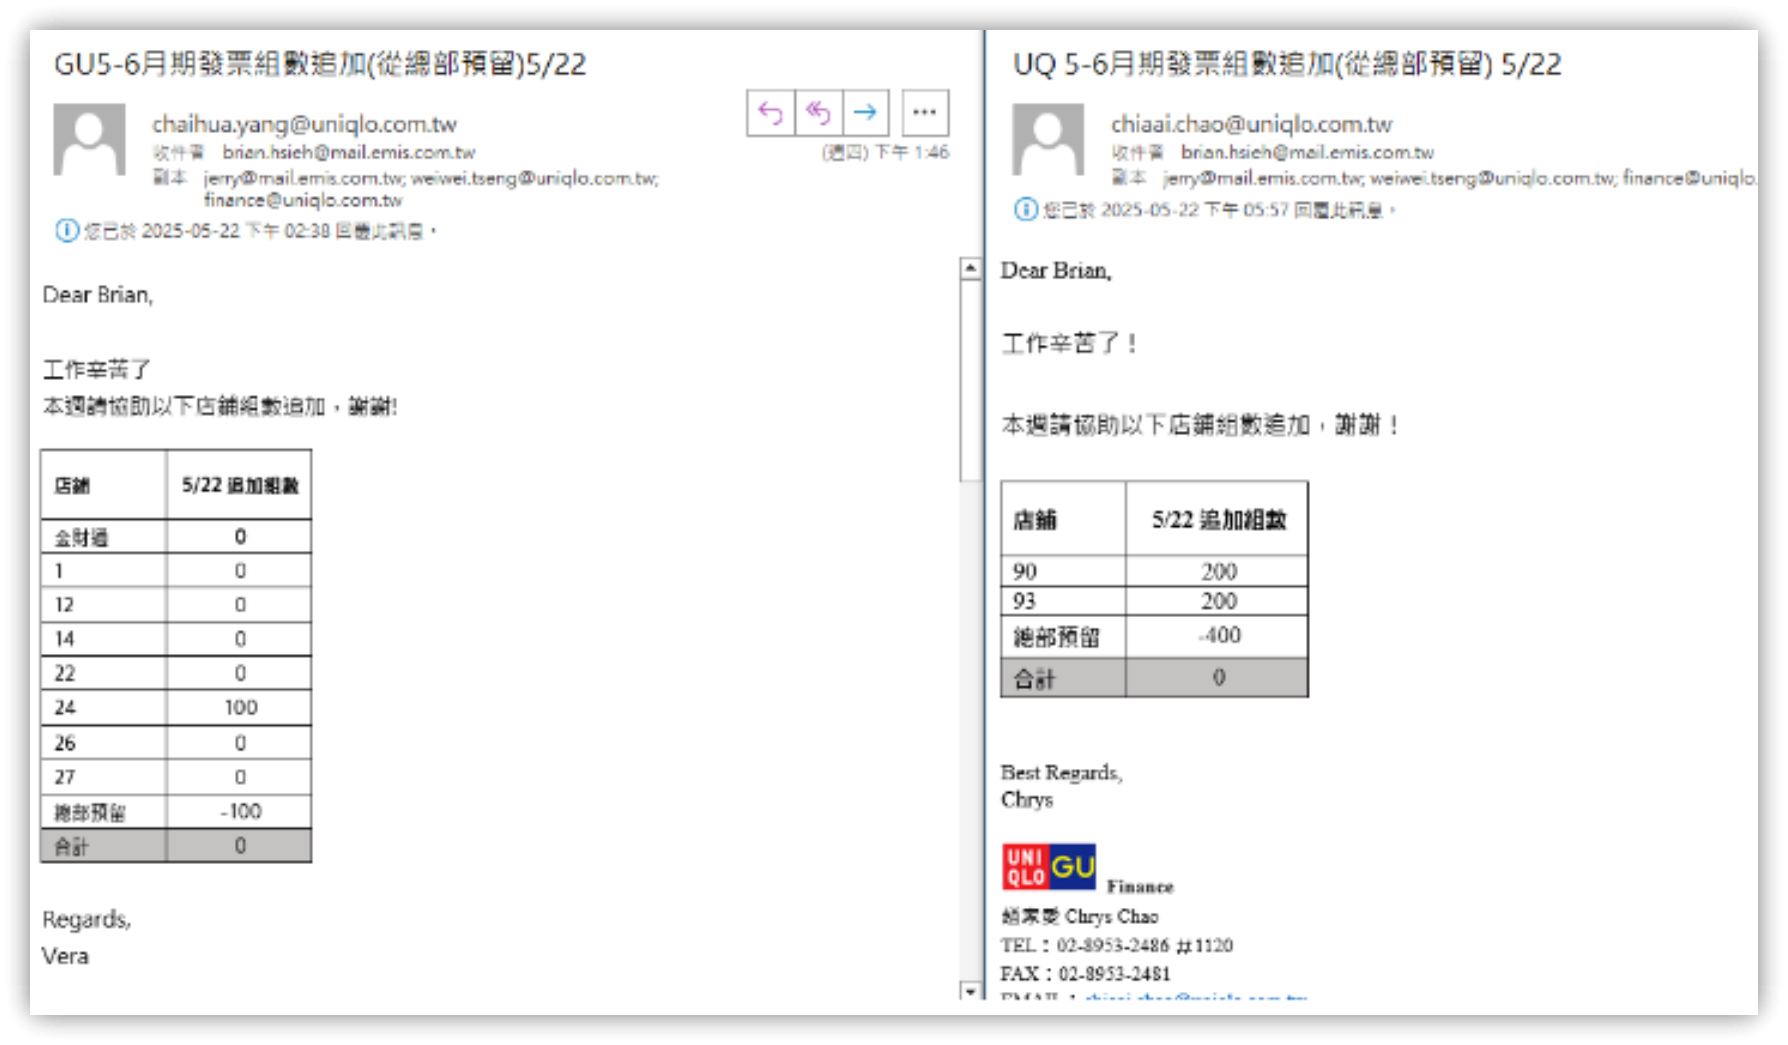 GU5-6月期發票組數追加(從總部預留)5/22
chaihua.yang@uniqlo.com.tw
收件者 brian.hsieh@mail.emis.com.tw
(週四) 下午 1:46
副本 jerry@mail.emis.com.tw; weiwei.tseng@uniqlo.com.tw;
finance@uniqlo.com.tw
您已於 2025-05-22 下午 02:38 回覆此訊息。
Dear Brian,
工作辛苦了
本週請協助以下店鋪組數追加，謝謝!
店鋪 5/22 追加組數
金財通 0
1 0
12 0
14 0
22 0
24 100
26 0
27 0
總部預留 -100
合計 0
Regards,
Vera
UQ 5-6月期發票組數追加(從總部預留) 5/22
chiaai.chao@uniqlo.com.tw
收件者 brian.hsieh@mail.emis.com.tw
副本 jerry@mail.emis.com.tw; weiwei.tseng@uniqlo.com.tw; finance@uniqlo.
您已於 2025-05-22 下午 05:57 回覆此訊息。
Dear Brian,
工作辛苦了！
本週請協助以下店鋪組數追加，謝謝！
店鋪 5/22 追加組數
90 200
93 200
總部預留 -400
合計 0
Best Regards,
Chrys
UNI
QLO GU Finance
趙家愛 Chrys Chao
TEL：02-8953-2486 #1120
FAX：02-8953-2481